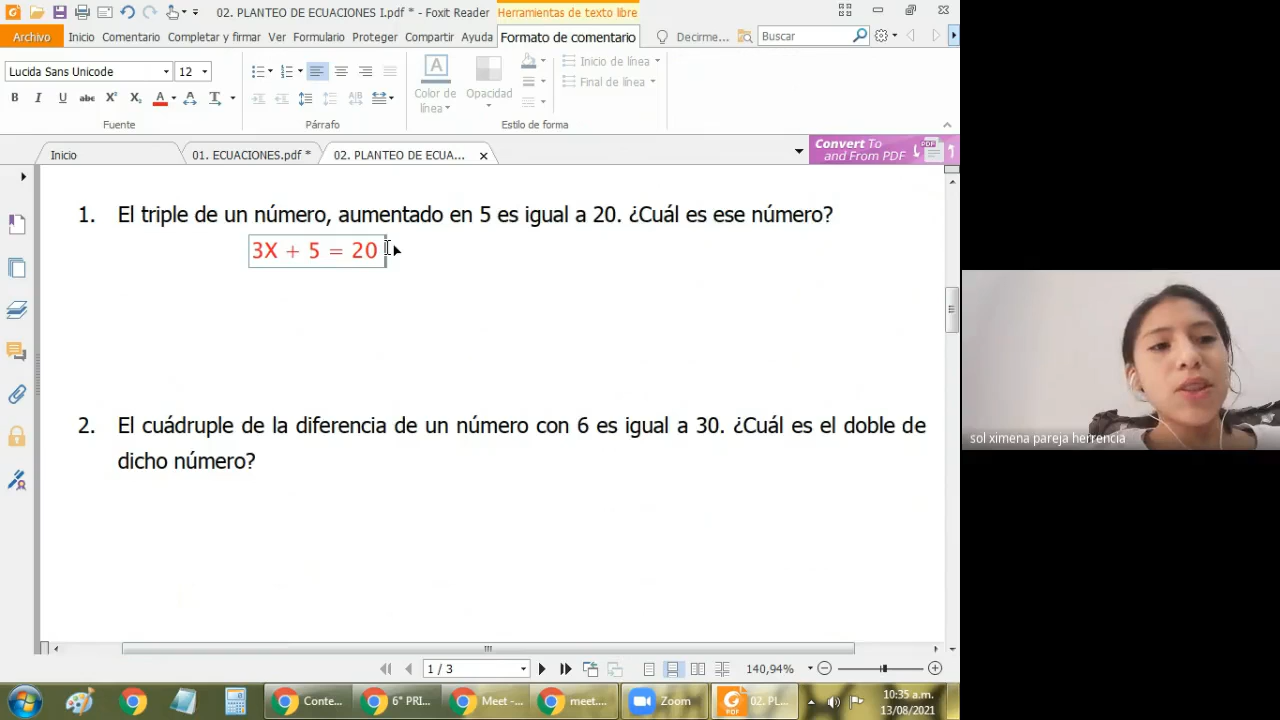 02. PLANTEO DE ECUACIONES I.pdf * - Foxit Reader
Herramientas de texto libre
Archivo Inicio Comentario Completar y firmar Ver Formulario Proteger Compartir Ayuda Formato de comentario Decirme... Buscar
Lucida Sans Unicode 12
Color de línea
Opacidad
Inicio de línea
Final de línea
Fuente Párrafo Estilo de forma
Inicio 01. ECUACIONES.pdf * 02. PLANTEO DE ECUA...
Convert To
and From PDF
1. El triple de un número, aumentado en 5 es igual a 20. ¿Cuál es ese número?
3X + 5 = 20
2. El cuádruple de la diferencia de un número con 6 es igual a 30. ¿Cuál es el doble de
dicho número?
sol ximena pareja herrencia
1 / 3 140,94%
Conte... 6° PRI... Meet -... meet.... Zoom 02. PL...
10:35 a.m.
13/08/2021